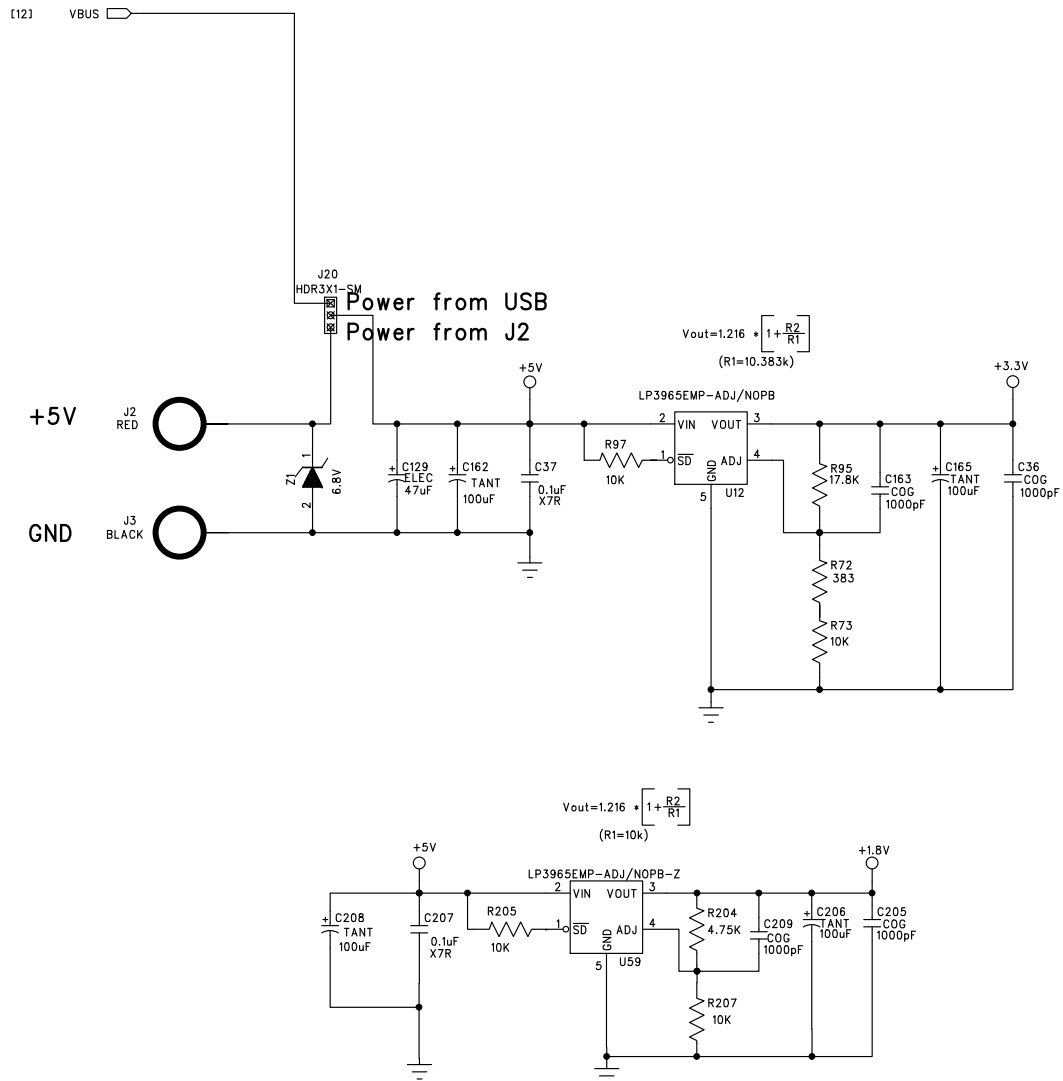 [12] VBUS
J20
HDR3X1-SM
Power from USB
Power from J2
Vout=1.216 * [1+R2/R1]
(R1=10.383k)
+5V
+3.3V
LP3965EMP-ADJ/NOPB
+5V
J2
RED
2 VIN VOUT 3
R97
10K
1 SD ADJ 4
GND
5
U12
Z1
1
2
6.8V
+ C129
ELEC
47uF
+ C162
TANT
100uF
C37
0.1uF
X7R
R95
17.8K
C163
COG
1000pF
+ C165
TANT
100uF
C36
COG
1000pF
GND
J3
BLACK
R72
383
R73
10K
Vout=1.216 * [1+R2/R1]
(R1=10k)
+5V
+1.8V
LP3965EMP-ADJ/NOPB-Z
2 VIN VOUT 3
+ C208
TANT
100uF
C207
0.1uF
X7R
R205
10K
1 SD ADJ 4
GND
5
U59
R204
4.75K
C209
COG
1000pF
+ C206
TANT
100uF
C205
COG
1000pF
R207
10K